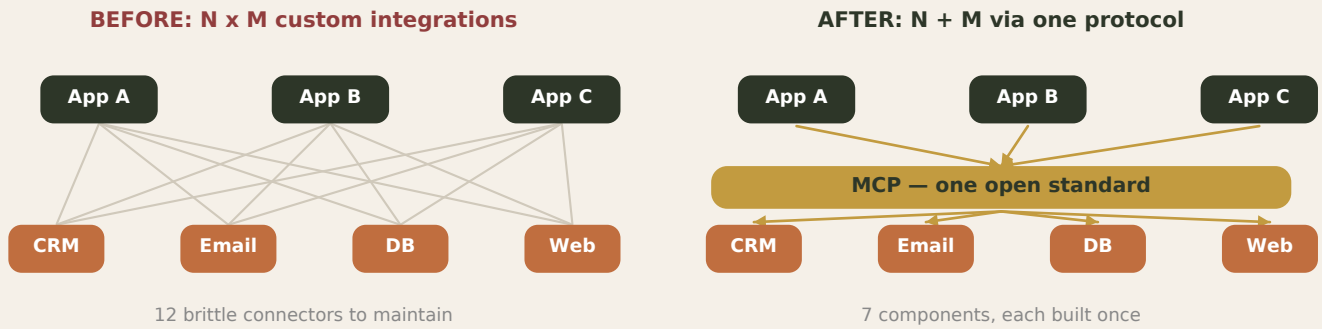 BEFORE: N x M custom integrations
App A
App B
App C
CRM
Email
DB
Web
12 brittle connectors to maintain
AFTER: N + M via one protocol
App A
App B
App C
MCP — one open standard
CRM
Email
DB
Web
7 components, each built once